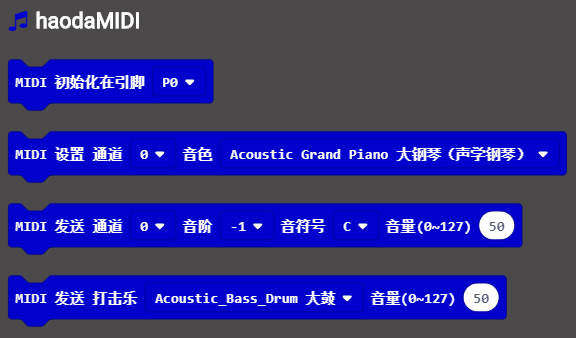 haodaMIDI
MIDI 初始化在引脚 P0
MIDI 设置 通道 0 音色 Acoustic Grand Piano 大钢琴（声学钢琴）
MIDI 发送 通道 0 音阶 -1 音符号 C 音量(0~127) 50
MIDI 发送 打击乐 Acoustic_Bass_Drum 大鼓 音量(0~127) 50